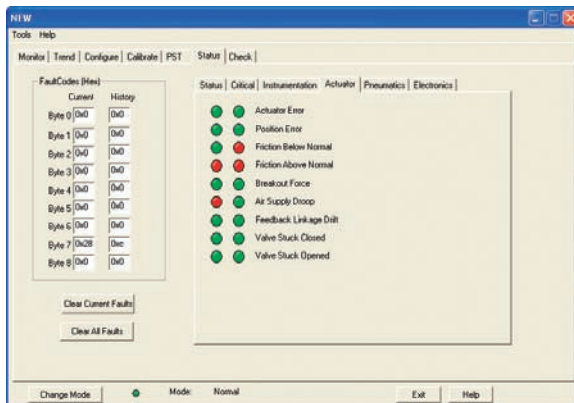 NEW
Tools Help
Monitor Trend Configure Calibrate PST Status Check
FaultCodes (Hex)
Current History
Byte 0 0x0 0x0
Byte 1 0x0 0x0
Byte 2 0x0 0x0
Byte 3 0x0 0x0
Byte 4 0x0 0x0
Byte 5 0x0 0x0
Byte 6 0x0 0x0
Byte 7 0x28 0xc
Byte 8 0x0 0x0
Clear Current Faults
Clear All Faults
Status Critical Instrumentation Actuator Pneumatics Electronics
Actuator Error
Position Error
Friction Below Normal
Friction Above Normal
Breakout Force
Air Supply Droop
Feedback Linkage Drift
Valve Stuck Closed
Valve Stuck Opened
Change Mode Mode: Normal Exit Help